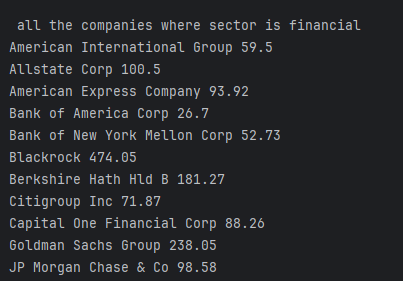 all the companies where sector is financial
American International Group 59.5
Allstate Corp 100.5
American Express Company 93.92
Bank of America Corp 26.7
Bank of New York Mellon Corp 52.73
Blackrock 474.05
Berkshire Hath Hld B 181.27
Citigroup Inc 71.87
Capital One Financial Corp 88.26
Goldman Sachs Group 238.05
JP Morgan Chase & Co 98.58